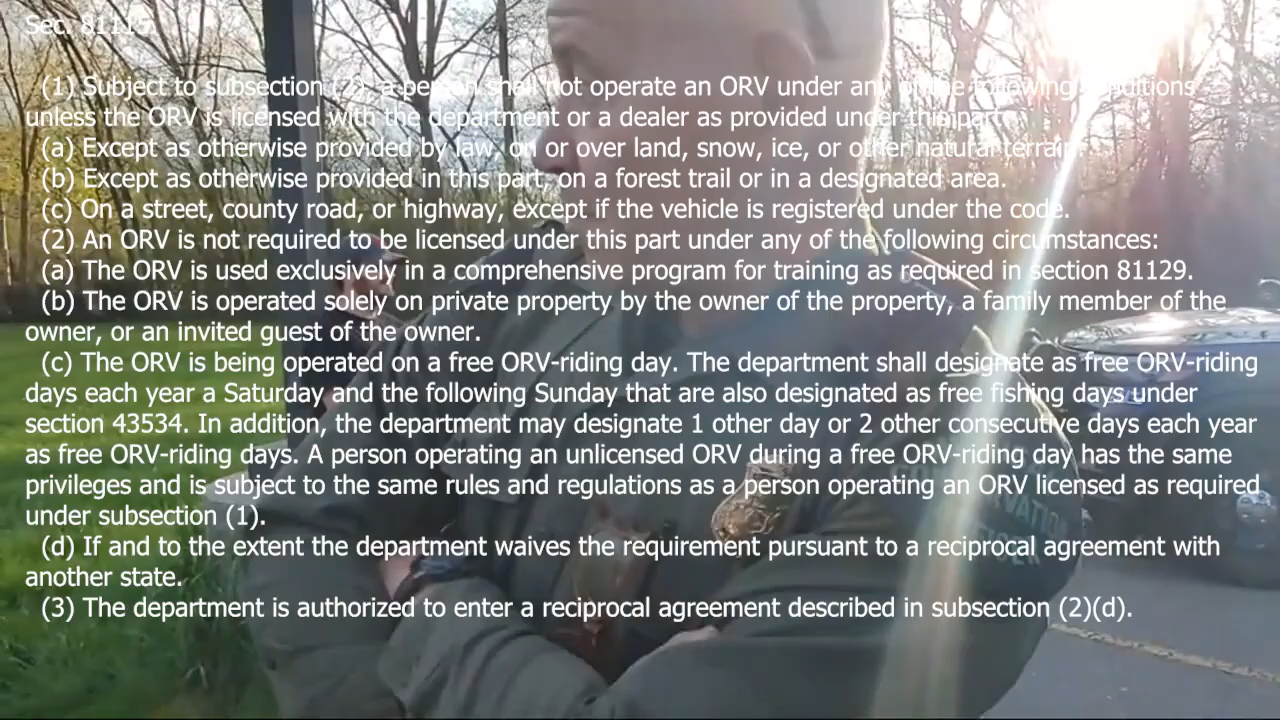 Sec. 81115.
(1) Subject to subsection (2), a person shall not operate an ORV under any of the following conditions
unless the ORV is licensed with the department or a dealer as provided under this part:
(a) Except as otherwise provided by law, on or over land, snow, ice, or other natural terrain.
(b) Except as otherwise provided in this part, on a forest trail or in a designated area.
(c) On a street, county road, or highway, except if the vehicle is registered under the code.
(2) An ORV is not required to be licensed under this part under any of the following circumstances:
(a) The ORV is used exclusively in a comprehensive program for training as required in section 81129.
(b) The ORV is operated solely on private property by the owner of the property, a family member of the
owner, or an invited guest of the owner.
(c) The ORV is being operated on a free ORV-riding day. The department shall designate as free ORV-riding
days each year a Saturday and the following Sunday that are also designated as free fishing days under
section 43534. In addition, the department may designate 1 other day or 2 other consecutive days each year
as free ORV-riding days. A person operating an unlicensed ORV during a free ORV-riding day has the same
privileges and is subject to the same rules and regulations as a person operating an ORV licensed as required
under subsection (1).
(d) If and to the extent the department waives the requirement pursuant to a reciprocal agreement with
another state.
(3) The department is authorized to enter a reciprocal agreement described in subsection (2)(d).